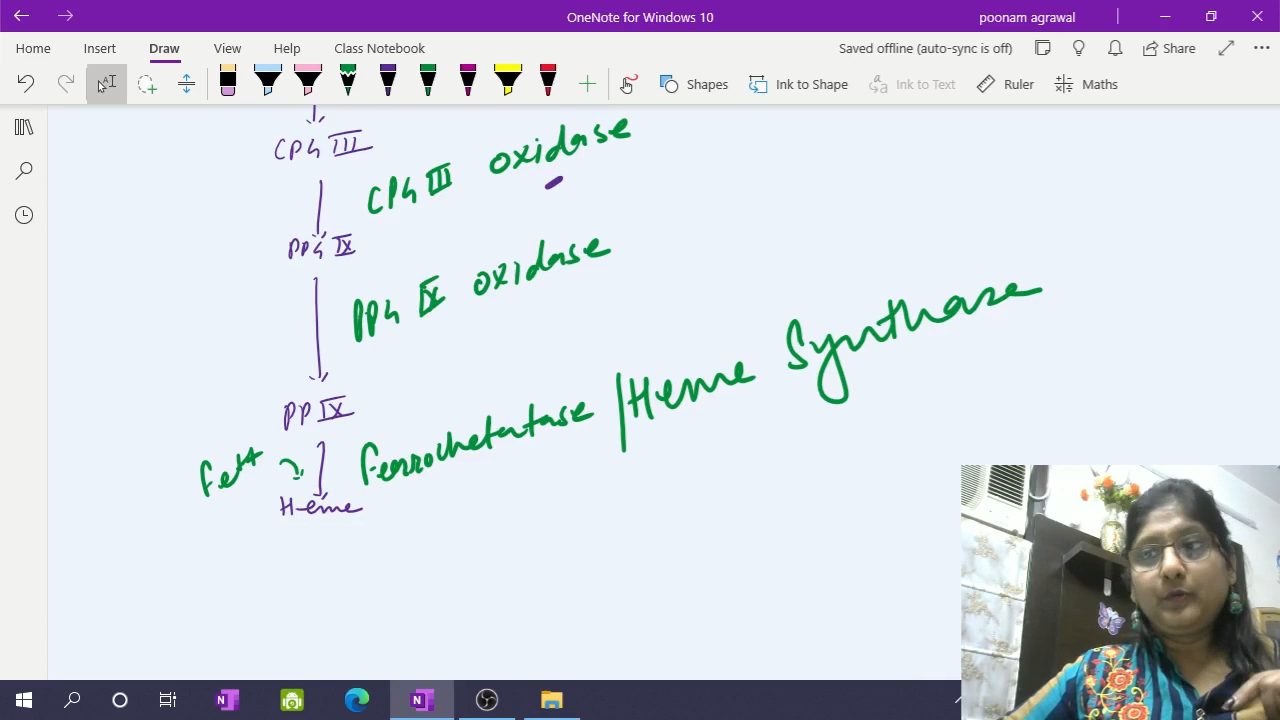 OneNote for Windows 10
poonam agrawal
Home Insert Draw View Help Class Notebook
Saved offline (auto-sync is off)
Share
Shapes
Ink to Shape
Ink to Text
Ruler
Maths
CPG III
CPG III oxidase
PPG IX
PPG IX oxidase
PP IX
Fe++
Ferrochelatase / Heme Synthase
Heme